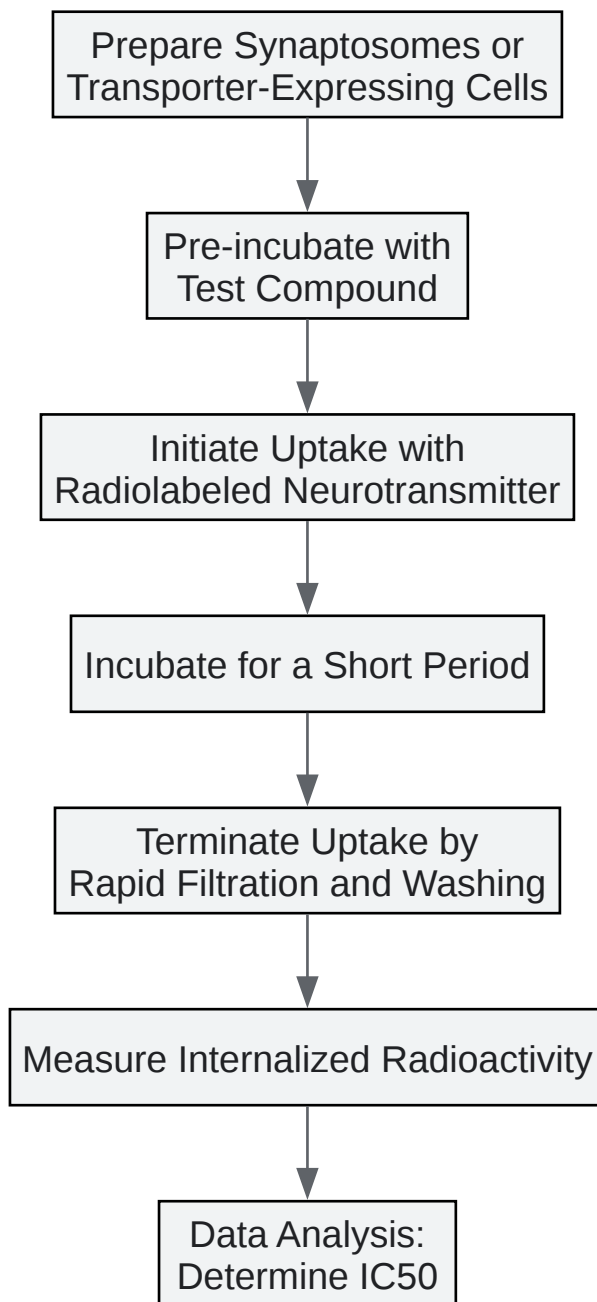 Prepare Synaptosomes or
Transporter-Expressing Cells
Pre-incubate with
Test Compound
Initiate Uptake with
Radiolabeled Neurotransmitter
Incubate for a Short Period
Terminate Uptake by
Rapid Filtration and Washing
Measure Internalized Radioactivity
Data Analysis:
Determine IC50